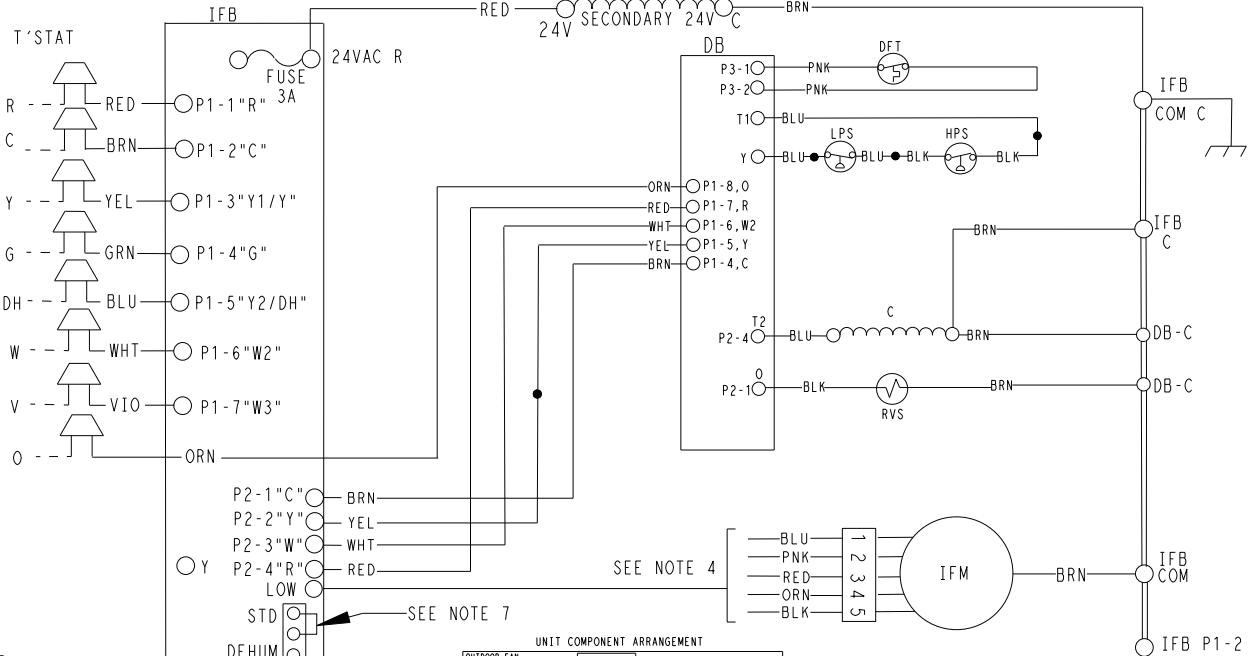 IFB
RED
24V
SECONDARY 24V
C
BRN
T'STAT
24VAC R
FUSE
3A
DB
DFT
P3-1
PNK
P3-2
PNK
T1
BLU
LPS
HPS
Y
BLU
BLU
BLK
BLK
IFB
COM C
R
RED
P1-1"R"
C
BRN
P1-2"C"
Y
YEL
P1-3"Y1/Y"
G
GRN
P1-4"G"
DH
BLU
P1-5"Y2/DH"
W
WHT
P1-6"W2"
V
VIO
P1-7"W3"
O
ORN
ORN
P1-8,O
RED
P1-7,R
WHT
P1-6,W2
YEL
P1-5,Y
BRN
P1-4,C
BRN
IFB
C
T2
P2-4
BLU
C
BRN
DB-C
O
P2-1
BLK
RVS
BRN
DB-C
P2-1"C"
BRN
P2-2"Y"
YEL
P2-3"W"
WHT
Y
P2-4"R"
RED
LOW
SEE NOTE 4
BLU
1
PNK
2
RED
3
ORN
4
BLK
5
IFM
BRN
IFB
COM
STD
SEE NOTE 7
DEHUM
UNIT COMPONENT ARRANGEMENT
OUTDOOR FAN
IFB P1-2